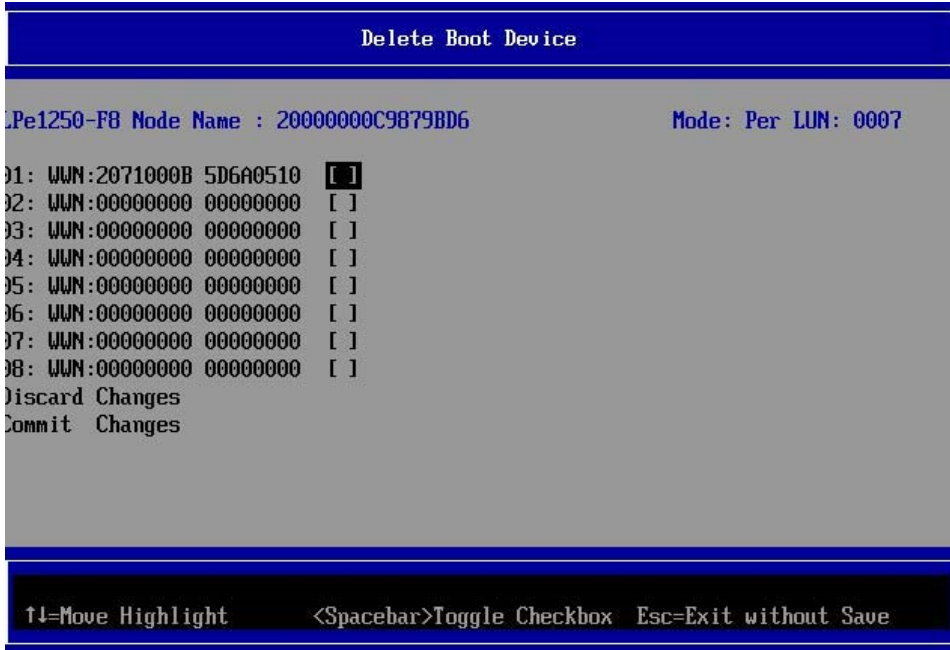 Delete Boot Device
LPe1250-F8 Node Name : 20000000C9879BD6 Mode: Per LUN: 0007
01: WWN:2071000B 5D6A0510 [ ]
02: WWN:00000000 00000000 [ ]
03: WWN:00000000 00000000 [ ]
04: WWN:00000000 00000000 [ ]
05: WWN:00000000 00000000 [ ]
06: WWN:00000000 00000000 [ ]
07: WWN:00000000 00000000 [ ]
08: WWN:00000000 00000000 [ ]
Discard Changes
Commit Changes
↑↓=Move Highlight <Spacebar>Toggle Checkbox Esc=Exit without Save